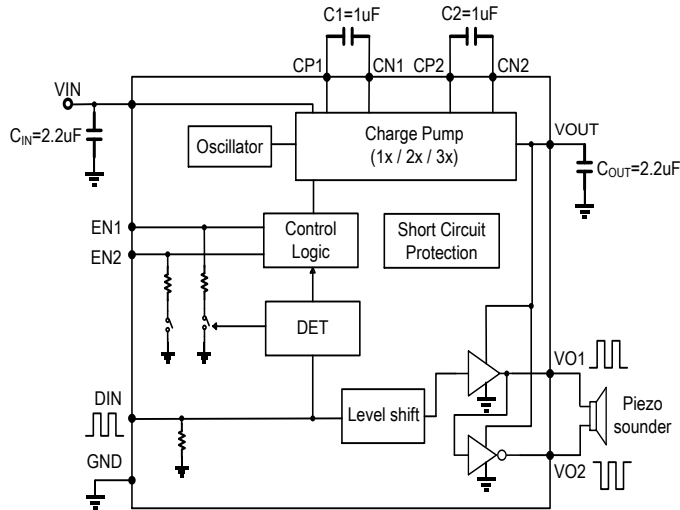 C1=1uF
C2=1uF
CP1
CN1
CP2
CN2
VIN
CIN=2.2uF
Oscillator
Charge Pump
(1x / 2x / 3x)
VOUT
COUT=2.2uF
EN1
EN2
Control
Logic
Short Circuit
Protection
DET
DIN
Level shift
VO1
Piezo
sounder
GND
VO2